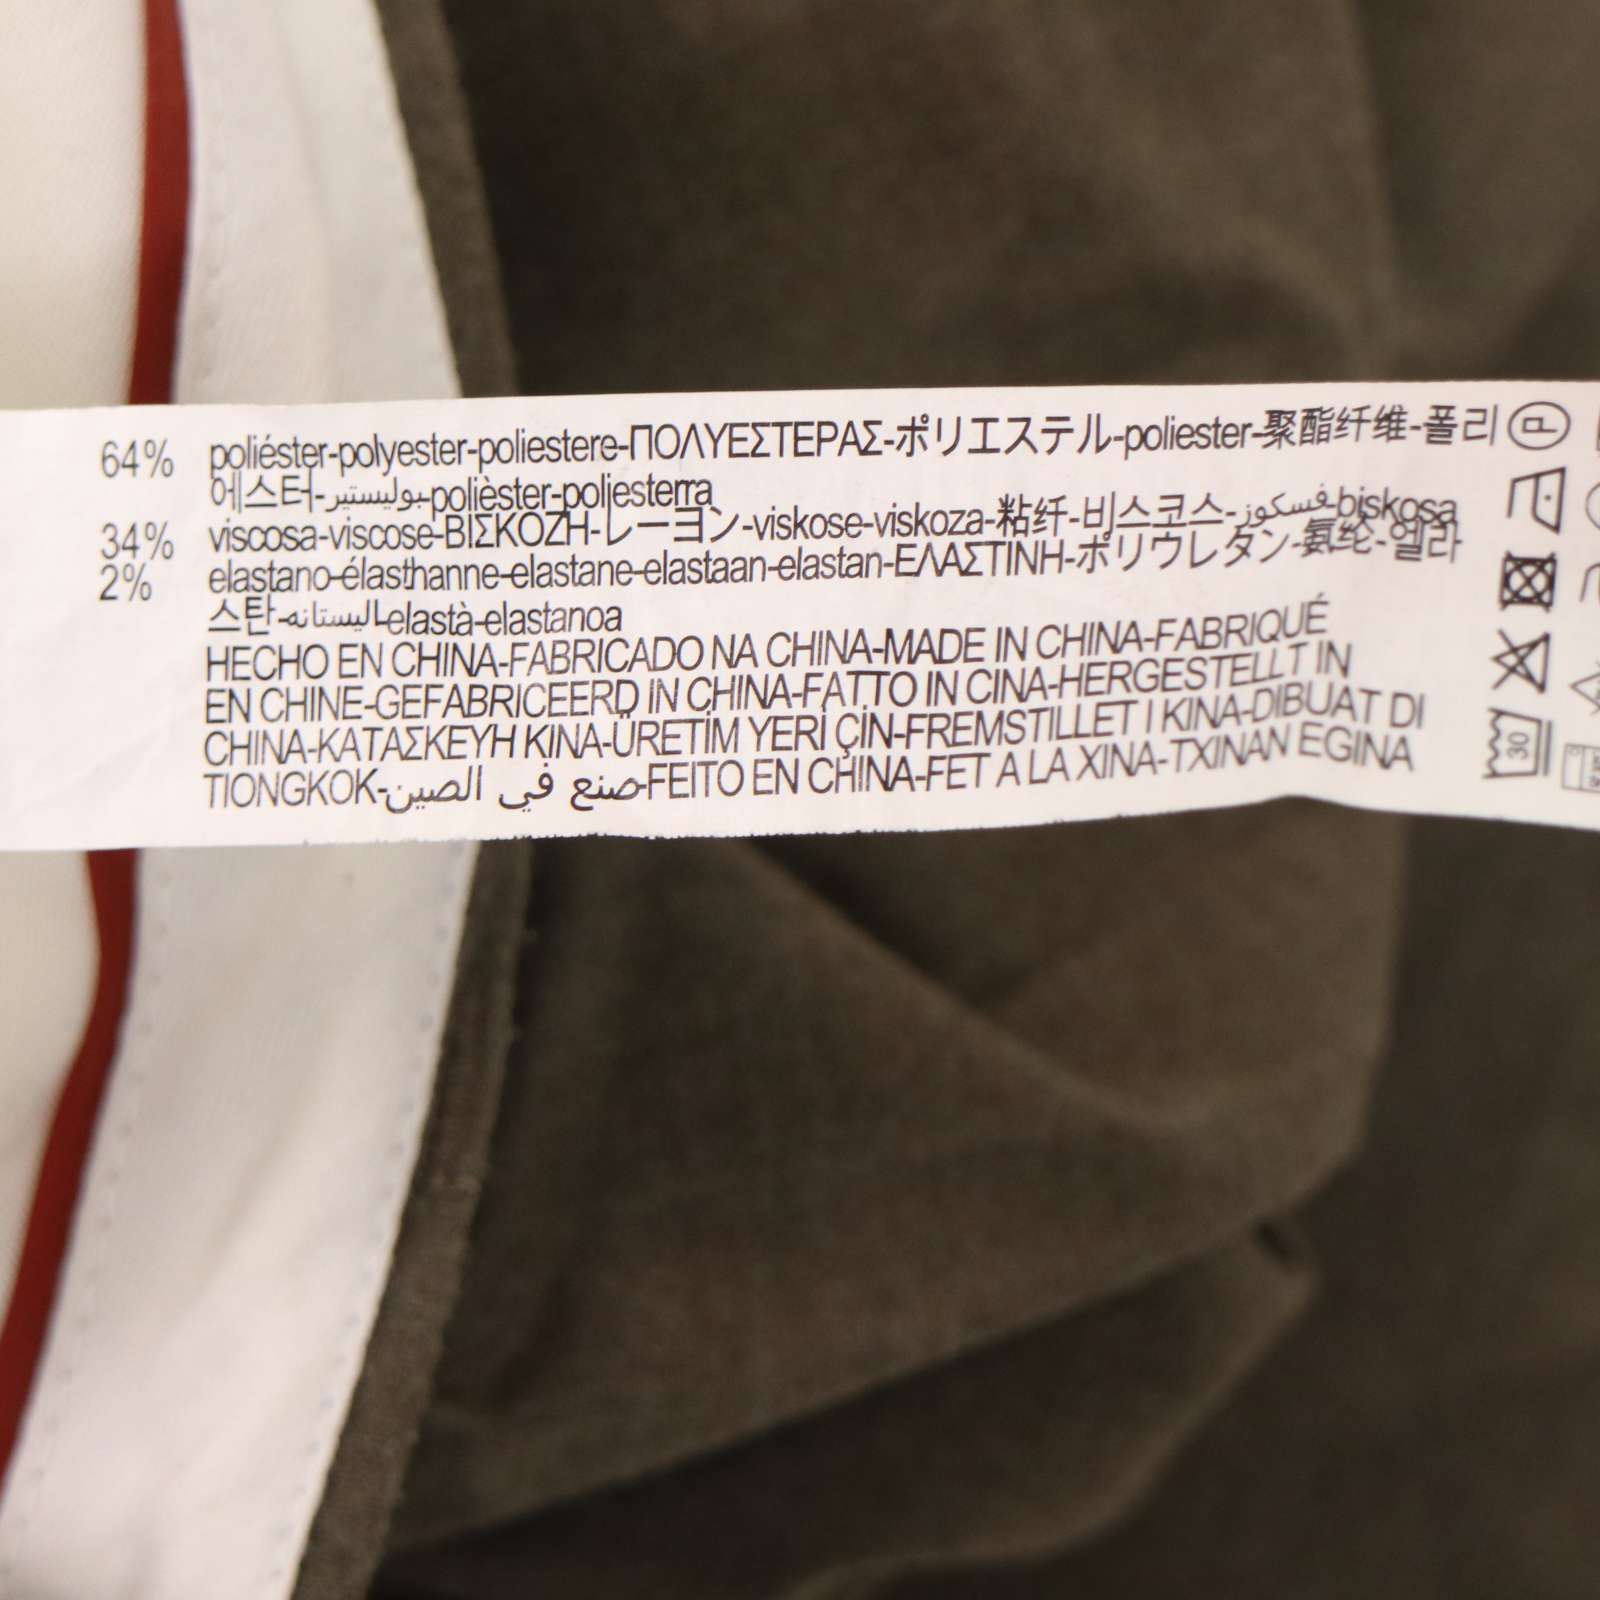 64% poliéster-polyester-poliestere-ΠΟΛΥΕΣΤΕΡΑΣ-ポリエステル-poliester-聚酯纤维-폴리
에스터-بوليستير-polièster-poliesterra
34% viscosa-viscose-ΒΙΣΚΟΖΗ-レーヨン-viskose-viskoza-粘纤-비스코스-فسكوز-biskosa
2% elastano-élasthanne-elastane-elastaan-elastan-ΕΛΑΣΤΙΝΗ-ポリウレタン-氨纶-엘라
스탄-اليستانه-elastà-elastanoa
HECHO EN CHINA-FABRICADO NA CHINA-MADE IN CHINA-FABRIQUÉ
EN CHINE-GEFABRICEERD IN CHINA-FATTO IN CINA-HERGESTELLT IN
CHINA-ΚΑΤΑΣΚΕΥΗ ΚΙΝΑ-ÜRETİM YERİ ÇİN-FREMSTILLET I KINA-DIBUAT DI
TIONGKOK-صنع في الصين-FEITO EN CHINA-FET A LA XINA-TXINAN EGINA
P
30